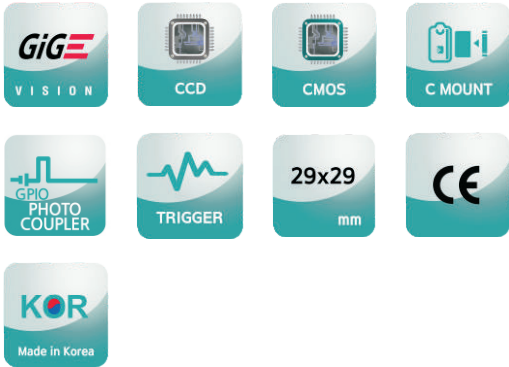 GiGE
VISION
CCD
CMOS
C MOUNT
GPIO
PHOTO
COUPLER
TRIGGER
29x29
mm
CE
KOR
Made in Korea